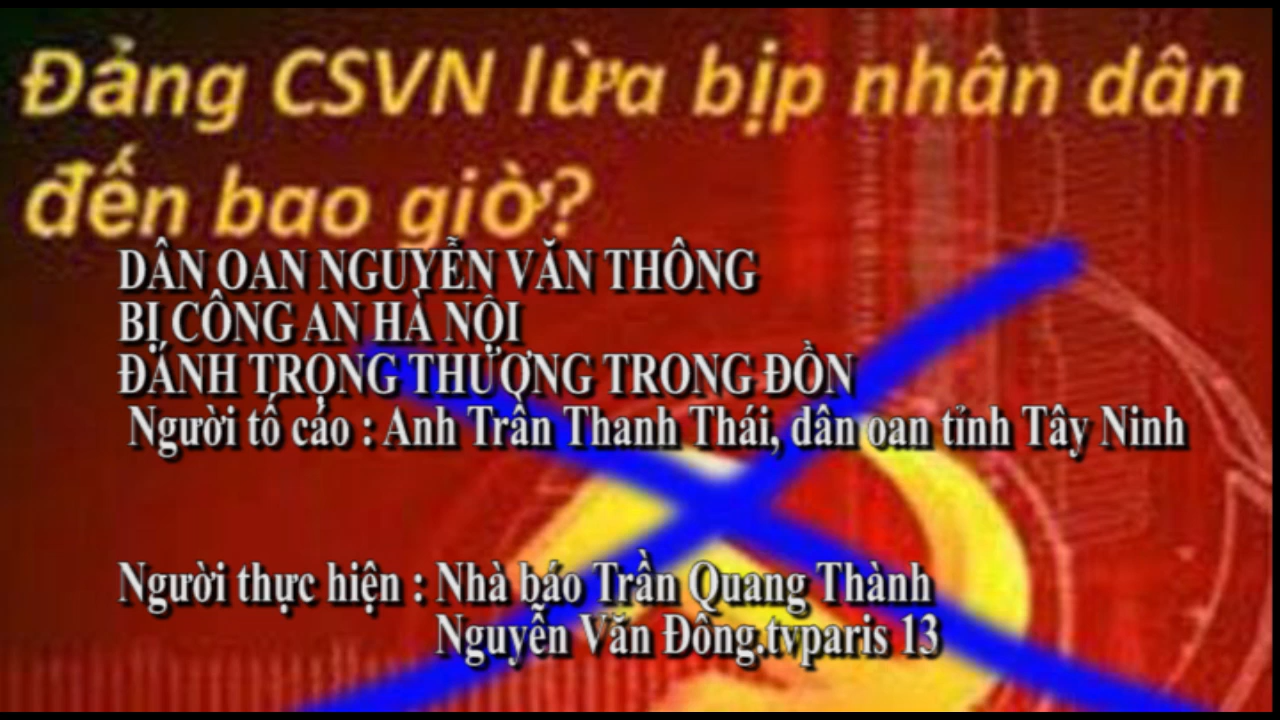 Đảng CSVN lừa bịp nhân dân
đến bao giờ?
DÂN OAN NGUYỄN VĂN THÔNG
BỊ CÔNG AN HÀ NỘI
ĐÁNH TRỌNG THƯƠNG TRONG ĐỒN
Người tố cáo : Anh Trần Thanh Thái, dân oan tỉnh Tây Ninh
Người thực hiện : Nhà báo Trần Quang Thành
Nguyễn Văn Đông.tvparis 13